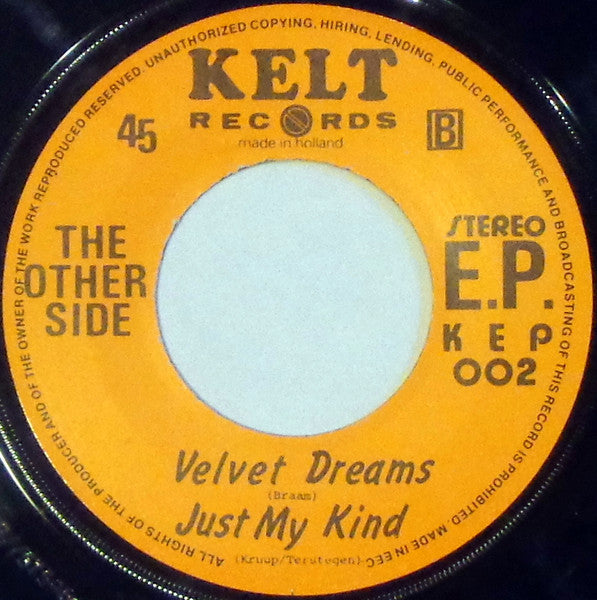 ALL RIGHTS OF THE PRODUCER AND OF THE OWNER OF THE WORK REPRODUCED RESERVED. UNAUTHORIZED COPYING, HIRING, LENDING, PUBLIC PERFORMANCE AND BROADCASTING OF THIS RECORD IS PROHIBITED. MADE IN EEC
KELT
RECORDS
made in holland
45
B
THE
OTHER
SIDE
STEREO
E.P.
KEP
002
Velvet Dreams
(Braam)
Just My Kind
(Kruup/Terstegen)